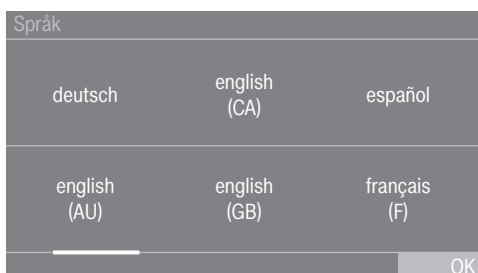 Språk
deutsch
english
(CA)
español
english
(AU)
english
(GB)
français
(F)
OK